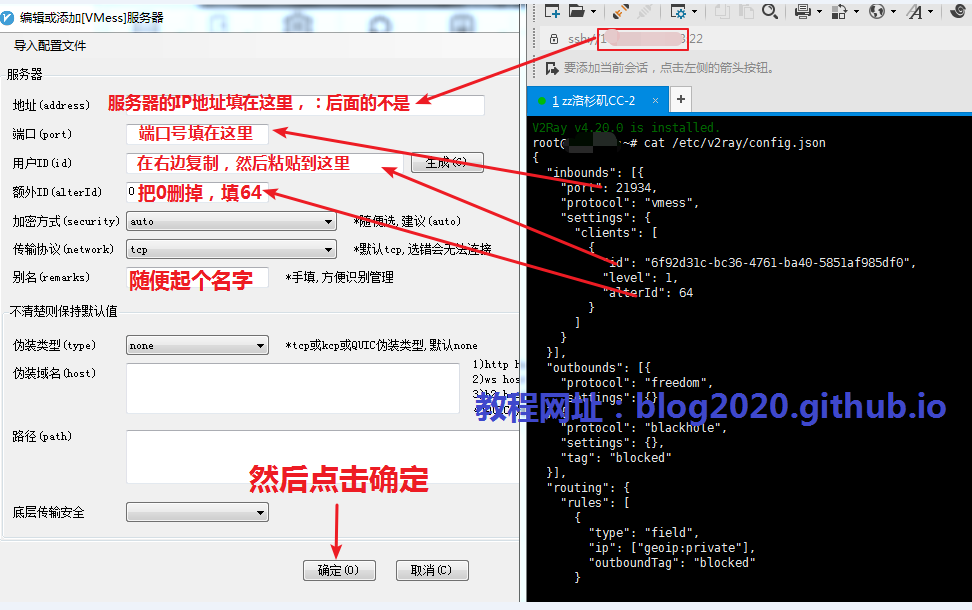 编辑或添加[VMess]服务器
导入配置文件
服务器
地址(address)
服务器的IP地址填在这里，：后面的不是
端口(port)
端口号填在这里
用户ID(id)
在右边复制，然后粘贴到这里
生成(G)
额外ID(alterId)
0
把0删掉，填64
加密方式(security)
auto
*随便选,建议(auto)
传输协议(network)
tcp
*默认tcp,选错会无法连接
别名(remarks)
随便起个名字
*手填,方便识别管理
不清楚则保持默认值
伪装类型(type)
none
*tcp或kcp或QUIC伪装类型,默认none
伪装域名(host)
1)http h
2)ws hos
路径(path)
然后点击确定
底层传输安全
确定(O)
取消(C)
22
要添加当前会话，点击左侧的箭头按钮。
1 zz洛杉矶CC-2
×
+
V2Ray v4.20.0 is installed.
root@ :~# cat /etc/v2ray/config.json
{
"inbounds": [{
"port": 21934,
"protocol": "vmess",
"settings": {
"clients": [
{
"id": "6f92d31c-bc36-4761-ba40-5851af985df0",
"level": 1,
"alterId": 64
}
]
}
}],
"outbounds": [{
"protocol": "freedom",
"settings": {}
教程网址：blog2020.github.io
"protocol": "blackhole",
"settings": {},
"tag": "blocked"
}],
"routing": {
"rules": [
{
"type": "field",
"ip": ["geoip:private"],
"outboundTag": "blocked"
}